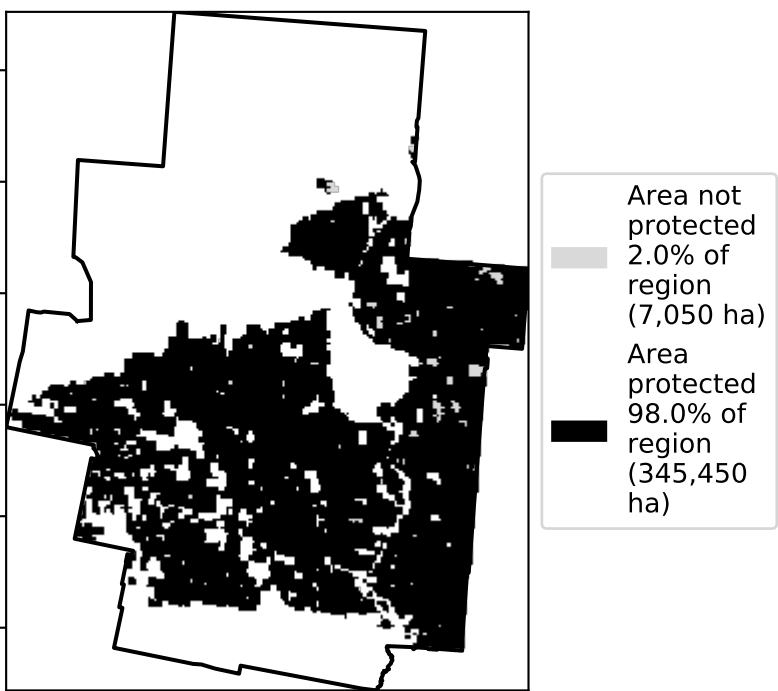 Area not
protected
2.0% of
region
(7,050 ha)
Area
protected
98.0% of
region
(345,450
ha)